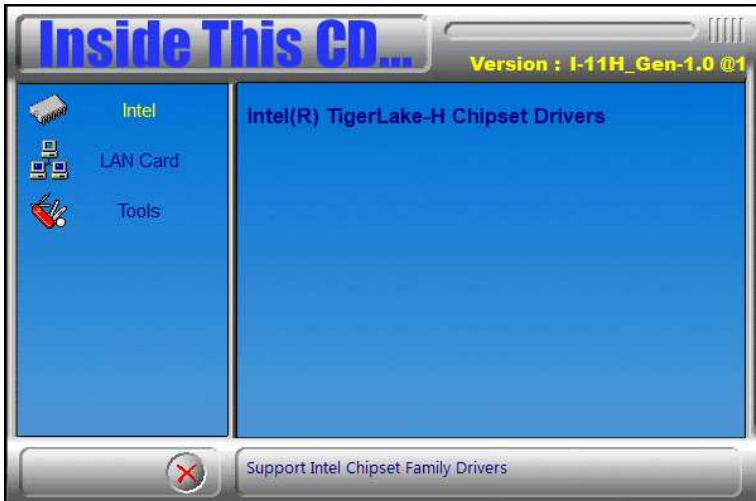 Inside This CD...
Version : I-11H_Gen-1.0 @1
Intel
LAN Card
Tools
Intel(R) TigerLake-H Chipset Drivers
Support Intel Chipset Family Drivers